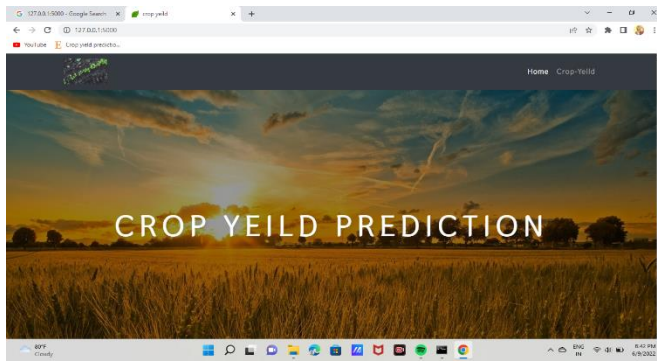 127.0.0.1:5000 - Google Search
crop yeild
127.0.0.1:5000
YouTube
Crop yeild predictio...
Home Crop-Yeild
CROP YEILD PREDICTION
80°F
Cloudy
ENG
IN
6:42 PM
6/9/2022